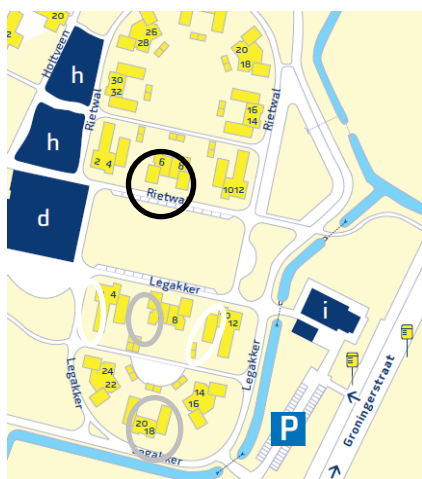 20
2
Holtveen
26
28
20
18
h
30
32
Rietwal
16
14
Rietwal
h
2 4
6
8
1012
Rietwal
d
Legakker
4
8
12
i
24
22
14
16
20
18
Legakker
Legakker
Legakker
P
Groningerstraat